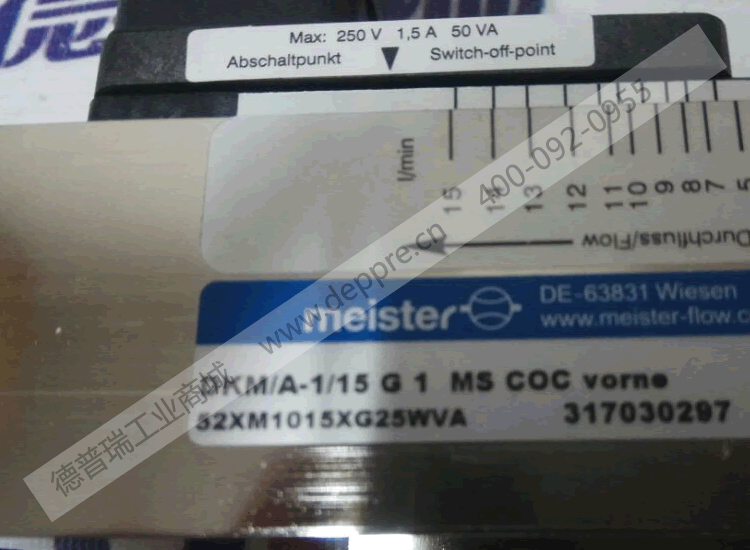 Max: 250 V 1,5 A 50 VA
Abschaltpunkt Switch-off-point
l/min
15 14 13 12 11 10 9 8 7 5
Durchfluss/Flow
meister
DE-63831 Wiesen
www.meister-flow.c
DKM/A-1/15 G 1 MS COC vorne
52XM1015XG25WVA 317030297
德普瑞工业商城 www.deppre.cn 400-092-0955